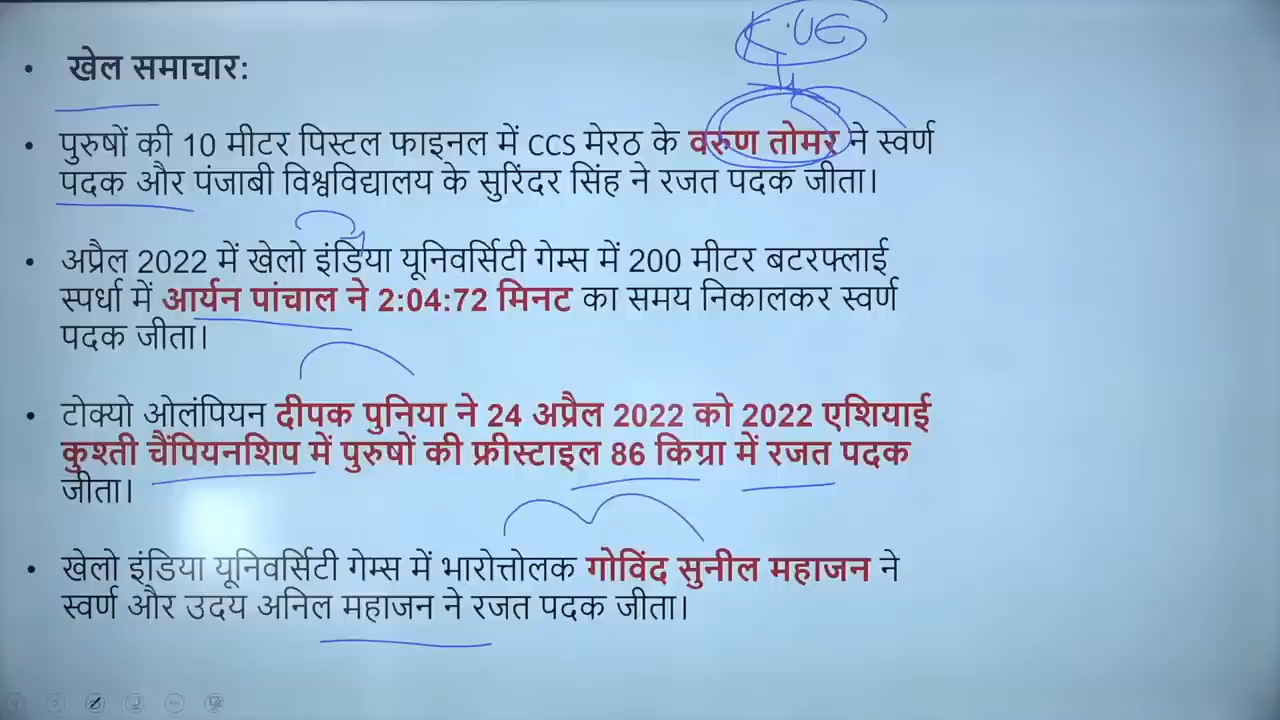 K.UG
खेल समाचार:
पुरुषों की 10 मीटर पिस्टल फाइनल में CCS मेरठ के वरुण तोमर ने स्वर्ण
पदक और पंजाबी विश्वविद्यालय के सुरिंदर सिंह ने रजत पदक जीता।
अप्रैल 2022 में खेलो इंडिया यूनिवर्सिटी गेम्स में 200 मीटर बटरफ्लाई
स्पर्धा में आर्यन पांचाल ने 2:04:72 मिनट का समय निकालकर स्वर्ण
पदक जीता।
टोक्यो ओलंपियन दीपक पुनिया ने 24 अप्रैल 2022 को 2022 एशियाई
कुश्ती चैंपियनशिप में पुरुषों की फ्रीस्टाइल 86 किग्रा में रजत पदक
जीता।
खेलो इंडिया यूनिवर्सिटी गेम्स में भारोत्तोलक गोविंद सुनील महाजन ने
स्वर्ण और उदय अनिल महाजन ने रजत पदक जीता।